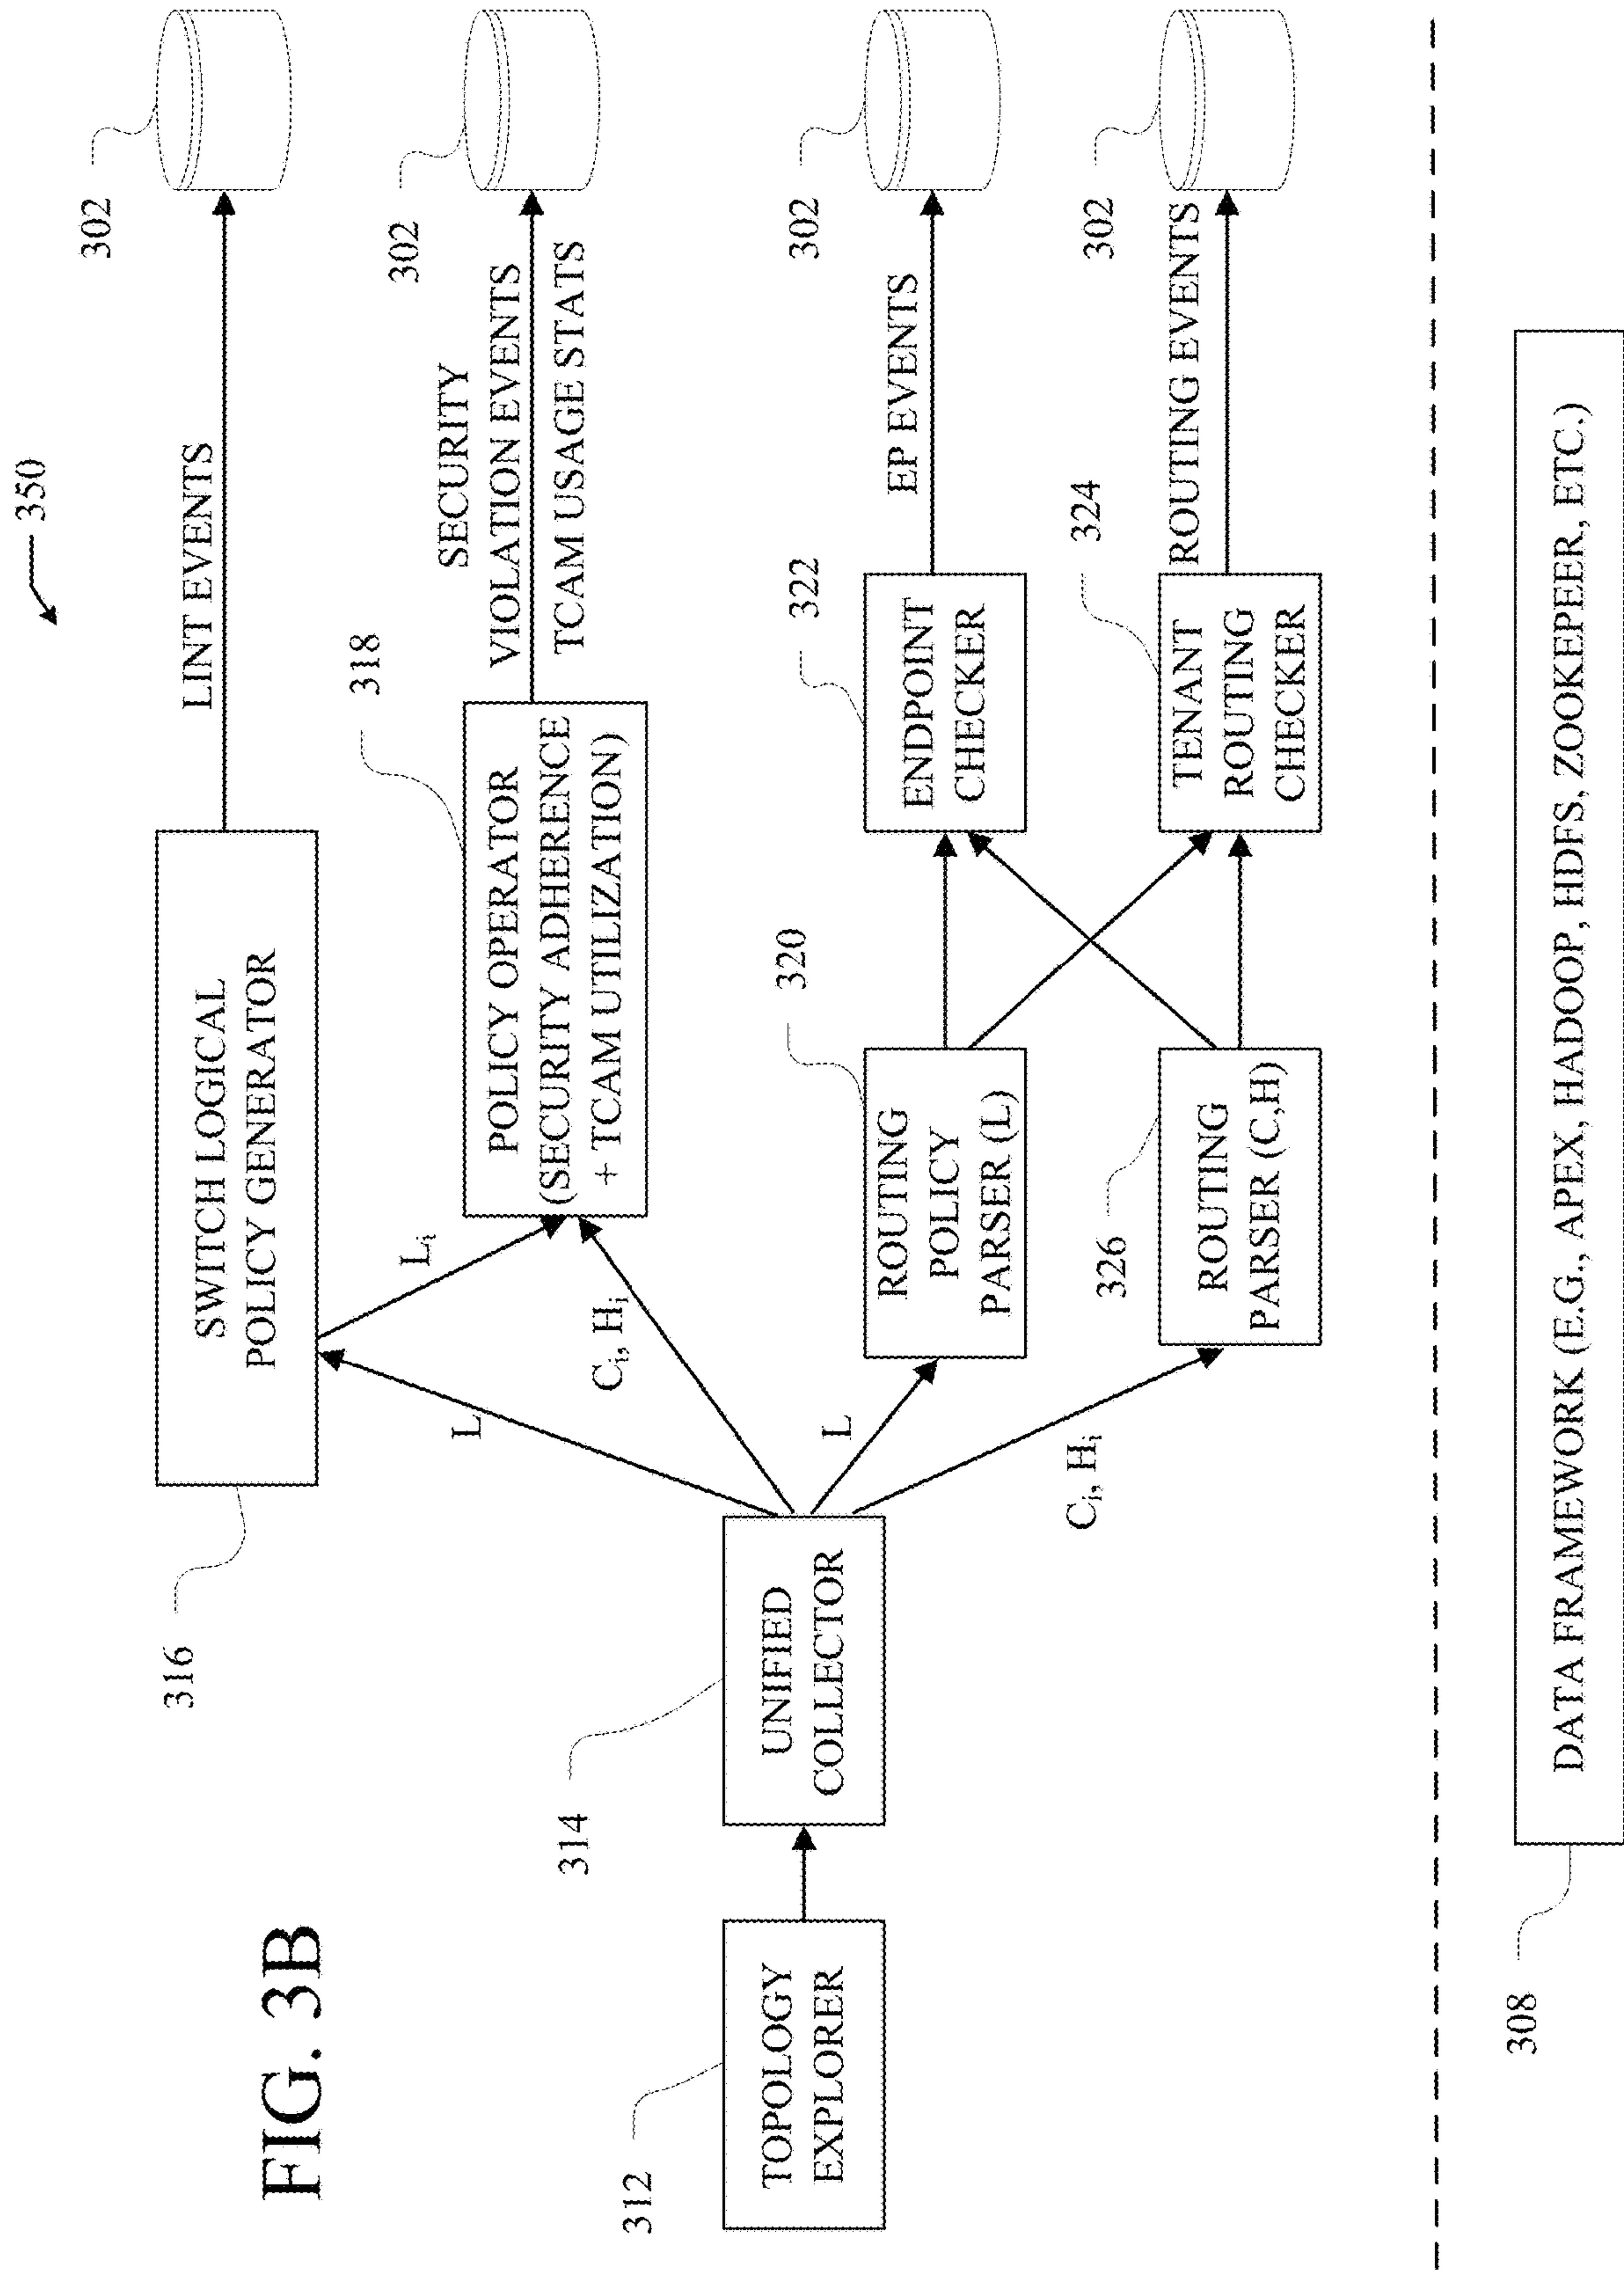 FIG. 3B
350
LINT EVENTS
302
SWITCH LOGICAL
POLICY GENERATOR
316
SECURITY
VIOLATION EVENTS
TCAM USAGE STATS
302
318
POLICY OPERATOR
(SECURITY ADHERENCE
+ TCAM UTILIZATION)
L
Li
Ci, Hi
312
TOPOLOGY
EXPLORER
314
UNIFIED
COLLECTOR
L
Ci, Hi
320
ROUTING
POLICY
PARSER (L)
322
ENDPOINT
CHECKER
EP EVENTS
302
326
ROUTING
PARSER (C,H)
324
TENANT
ROUTING
CHECKER
ROUTING EVENTS
302
308
DATA FRAMEWORK (E.G., APEX, HADOOP, HDFS, ZOOKEPEER, ETC.)